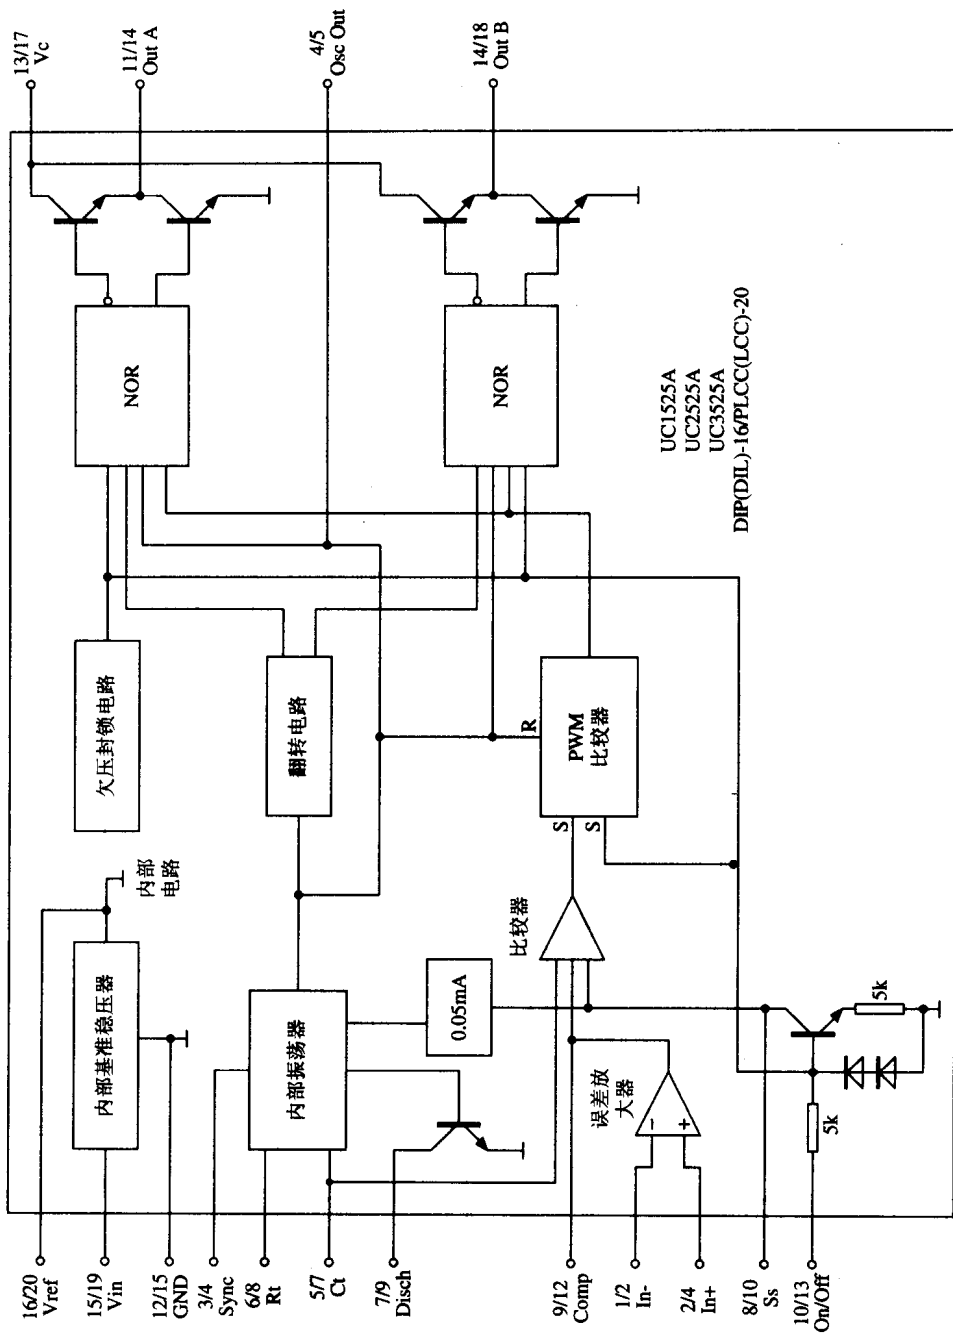 13/17
Vc
11/14
Out A
4/5
Osc Out
14/18
Out B
NOR
NOR
UC1525A
UC2525A
UC3525A
DIP(DIL)-16/PLCC(LCC)-20
欠压封锁电路
翻转电路
R
PWM
比较器
S
S
内部
电路
内部基准稳压器
内部振荡器
0.05mA
比较器
误差放
大器
−
+
5k
5k
16/20
Vref
15/19
Vin
12/15
GND
3/4
Sync
6/8
Rt
5/7
Ct
7/9
Disch
9/12
Comp
1/2
In-
2/4
In+
8/10
Ss
10/13
On/Off